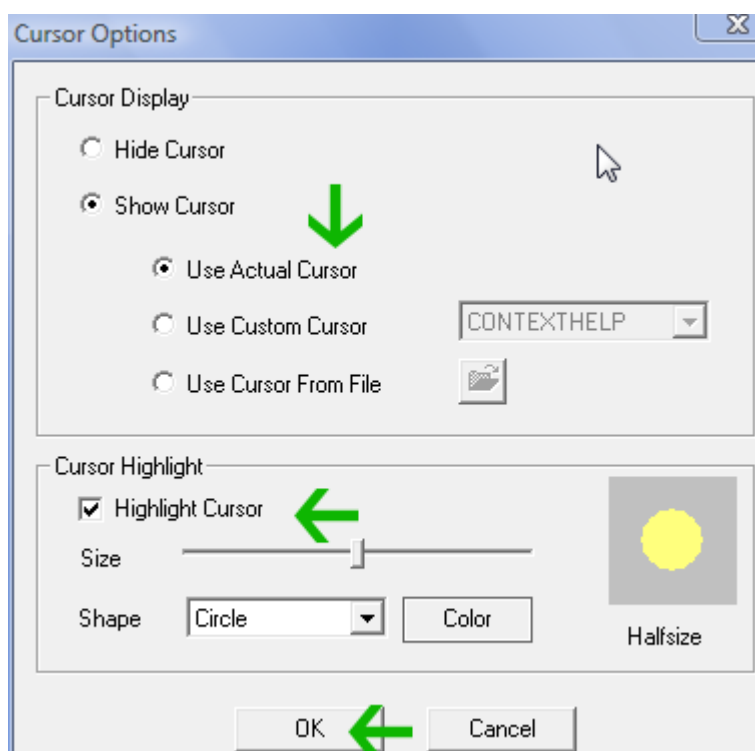 Cursor Options
Cursor Display
Hide Cursor
Show Cursor
Use Actual Cursor
Use Custom Cursor CONTEXTHELP
Use Cursor From File
Cursor Highlight
Highlight Cursor
Size
Shape Circle Color
Halfsize
OK Cancel